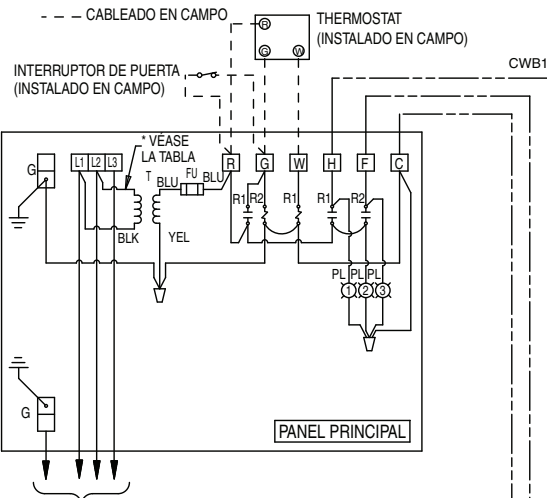 CABLEADO EN CAMPO
THERMOSTAT
(INSTALADO EN CAMPO)
R
G W
INTERRUPTOR DE PUERTA
(INSTALADO EN CAMPO)
CWB1
* VÉASE
LA TABLA
G L1 L2 L3 R G W H F C
T BLU FU BLU
R1 R2 R1 R1 R2
BLK YEL
PL PL PL
1 2 3
G
PANEL PRINCIPAL